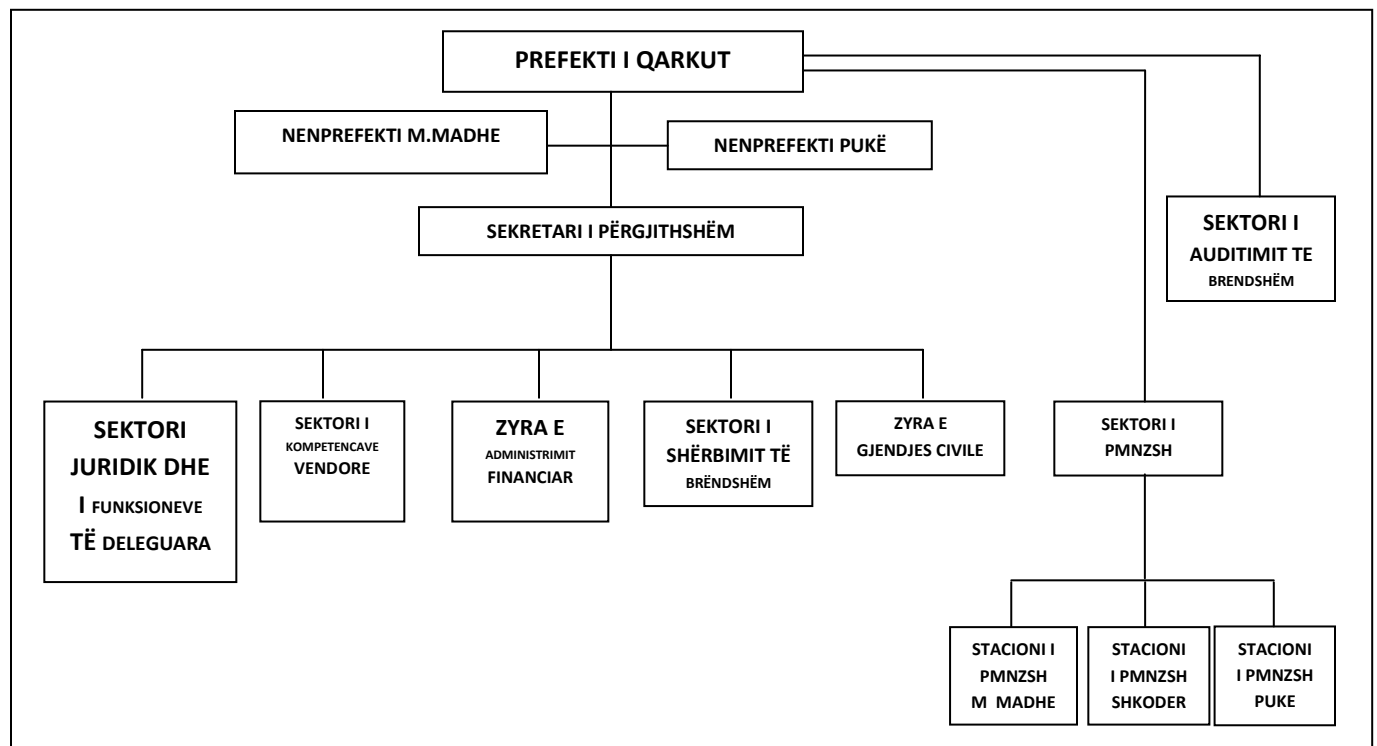 PREFEKTI I QARKUT
NENPREFEKTI M.MADHE
NENPREFEKTI PUKË
SEKRETARI I PËRGJITHSHËM
SEKTORI I
AUDITIMIT TE
BRENDSHËM
SEKTORI
JURIDIK DHE
I FUNKSIONEVE
TË DELEGUARA
SEKTORI I
KOMPETENCAVE
VENDORE
ZYRA E
ADMINISTRIMIT
FINANCIAR
SEKTORI I
SHËRBIMIT TË
BRËNDSHËM
ZYRA E
GJENDJES CIVILE
SEKTORI I
PMNZSH
STACIONI I
PMNZSH
M MADHE
STACIONI
I PMNZSH
SHKODER
STACIONI
I PMNZSH
PUKE